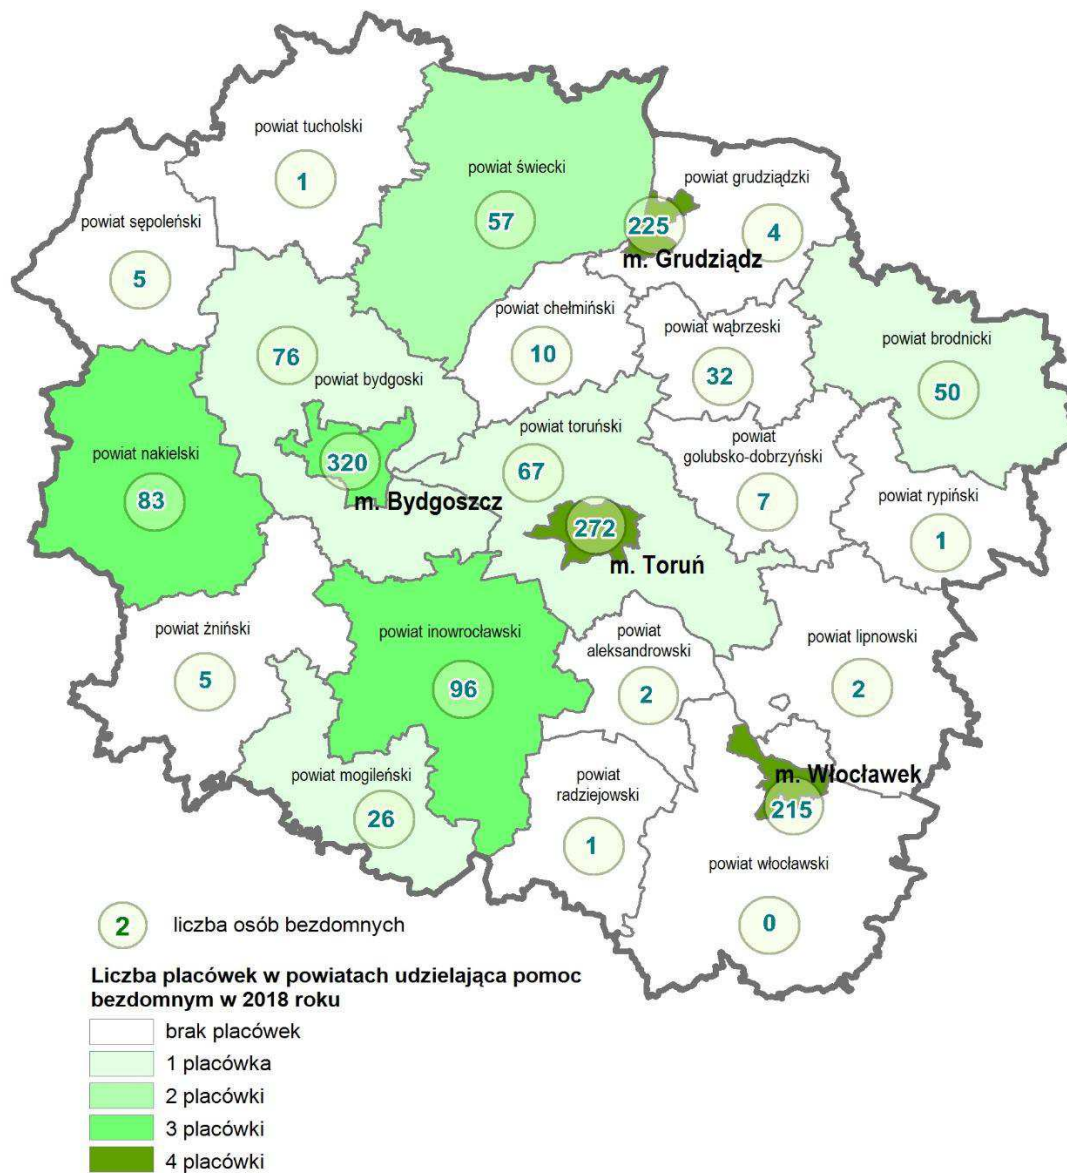 powiat tucholski
1
powiat świecki
57
powiat grudziądzki
4
225
m. Grudziądz
powiat sępoleński
5
powiat chełmiński
10
powiat wąbrzeski
32
powiat brodnicki
50
76
powiat bydgoski
powiat nakielski
83
320
m. Bydgoszcz
powiat toruński
67
272
m. Toruń
powiat
golubsko-dobrzyński
7
powiat rypiński
1
powiat żniński
5
powiat inowrocławski
96
powiat
aleksandrowski
2
powiat lipnowski
2
powiat mogileński
26
powiat
radziejowski
1
m. Włocławek
215
powiat włocławski
0
2 liczba osób bezdomnych
Liczba placówek w powiatach udzielająca pomoc
bezdomnym w 2018 roku
brak placówek
1 placówka
2 placówki
3 placówki
4 placówki